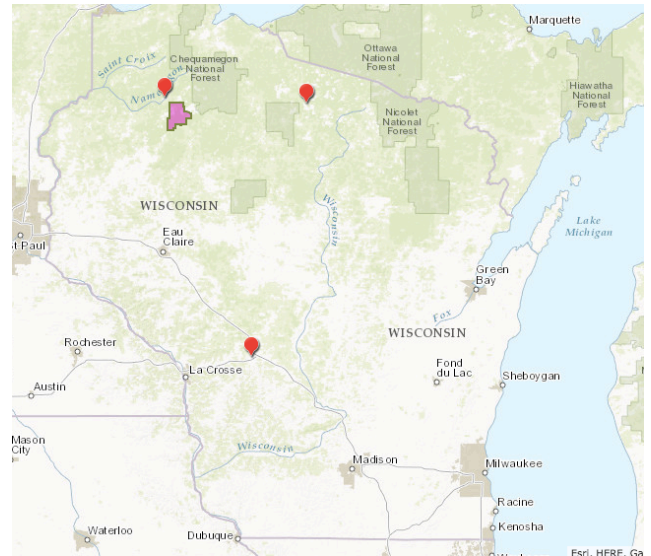 Marquette
Saint Croix
Chequamegon
National
Forest
Ottawa
National
Forest
Hiawatha
National
Forest
Namekagon
Nicolet
National
Forest
WISCONSIN
Wisconsin
Lake
Michigan
Eau
Claire
t Paul
Green
Bay
Fox
WISCONSIN
Rochester
La Crosse
Fond
du Lac
Sheboygan
Austin
Mason
City
Wisconsin
Madison
Milwaukee
Racine
Waterloo
Dubuque
Kenosha
Esri, HERE, Ga